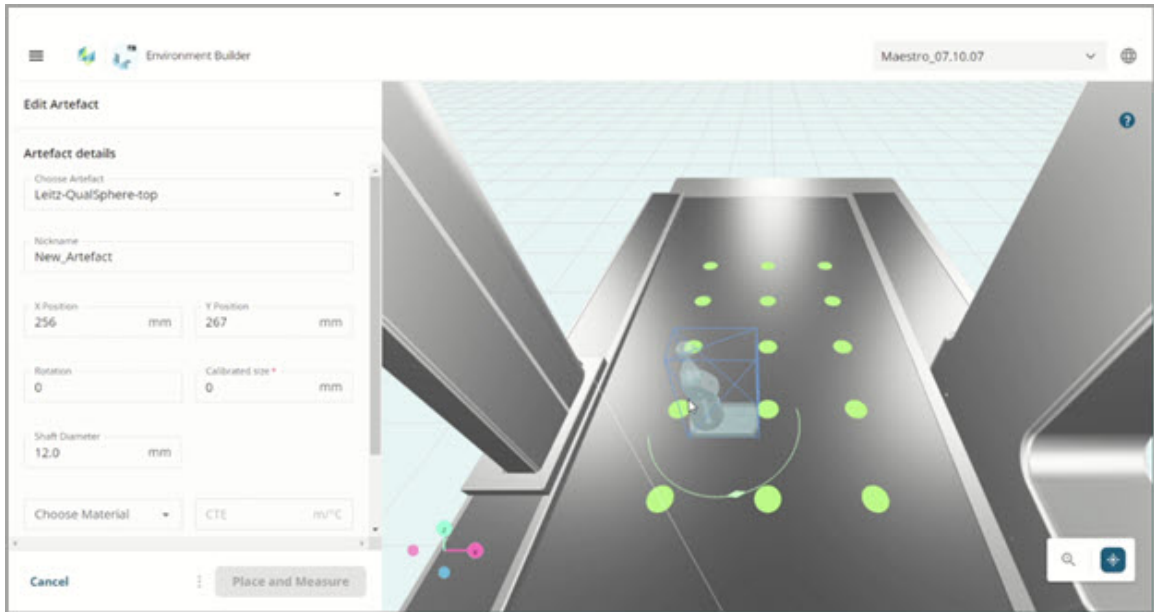 Environment Builder
Maestro_07.10.07
Edit Artefact
?
Artefact details
Choose Artefact
Leitz-QualSphere-top
Nickname
New_Artefact
X Position
Y Position
256 mm
267 mm
Rotation
Calibrated size *
0
0 mm
Shaft Diameter
12.0 mm
Choose Material
CTE m/°C
Cancel
Place and Measure